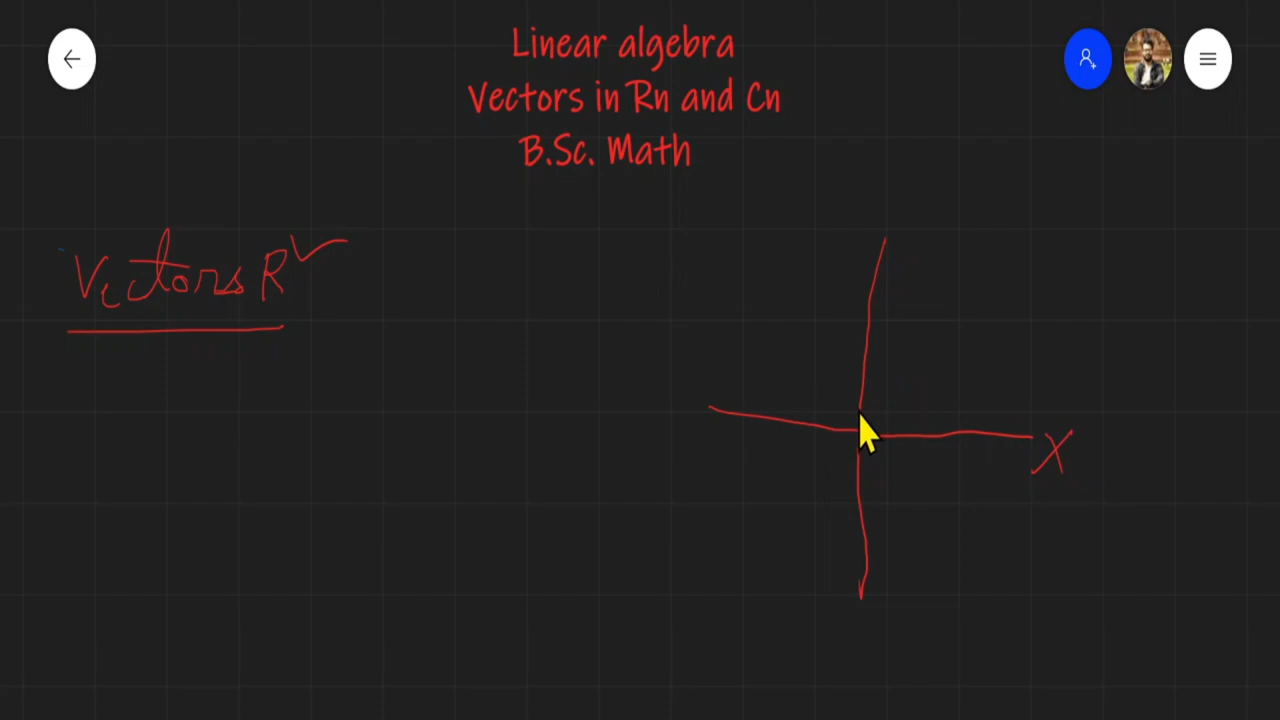 Linear algebra
Vectors in Rn and Cn
B.Sc. Math
Vectors R
X